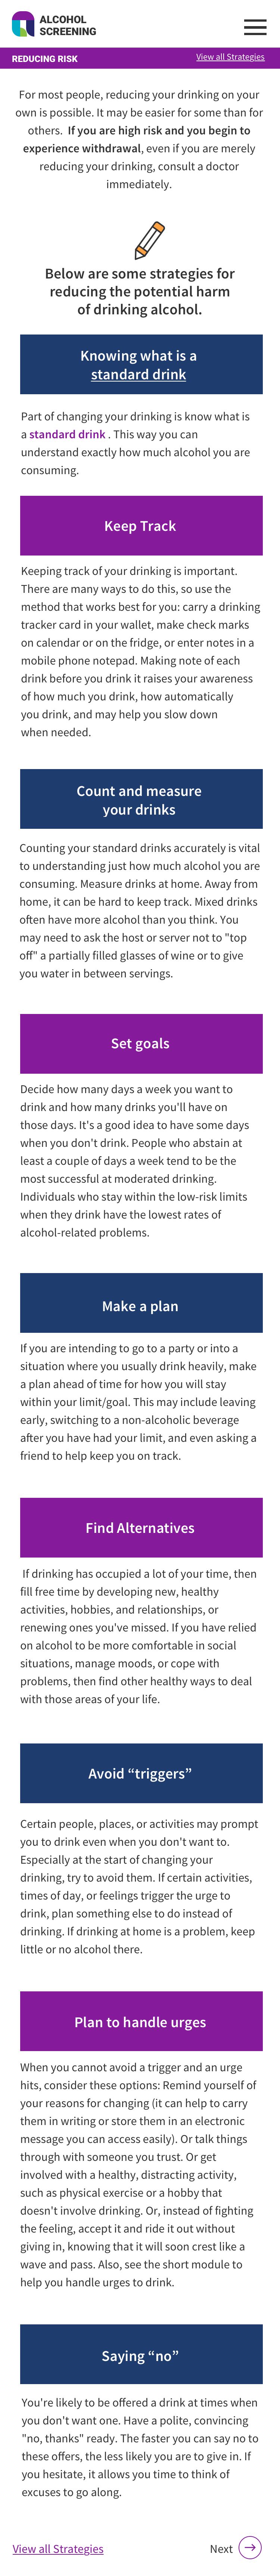 ALCOHOL
SCREENING
REDUCING RISK
View all Strategies
For most people, reducing your drinking on your
own is possible. It may be easier for some than for
others. If you are high risk and you begin to
experience withdrawal, even if you are merely
reducing your drinking, consult a doctor
immediately.
Below are some strategies for
reducing the potential harm
of drinking alcohol.
Knowing what is a
standard drink
Part of changing your drinking is know what is
a standard drink . This way you can
understand exactly how much alcohol you are
consuming.
Keep Track
Keeping track of your drinking is important.
There are many ways to do this, so use the
method that works best for you: carry a drinking
tracker card in your wallet, make check marks
on calendar or on the fridge, or enter notes in a
mobile phone notepad. Making note of each
drink before you drink it raises your awareness
of how much you drink, how automatically
you drink, and may help you slow down
when needed.
Count and measure
your drinks
Counting your standard drinks accurately is vital
to understanding just how much alcohol you are
consuming. Measure drinks at home. Away from
home, it can be hard to keep track. Mixed drinks
often have more alcohol than you think. You
may need to ask the host or server not to "top
off" a partially filled glasses of wine or to give
you water in between servings.
Set goals
Decide how many days a week you want to
drink and how many drinks you'll have on
those days. It's a good idea to have some days
when you don't drink. People who abstain at
least a couple of days a week tend to be the
most successful at moderated drinking.
Individuals who stay within the low-risk limits
when they drink have the lowest rates of
alcohol-related problems.
Make a plan
If you are intending to go to a party or into a
situation where you usually drink heavily, make
a plan ahead of time for how you will stay
within your limit/goal. This may include leaving
early, switching to a non-alcoholic beverage
after you have had your limit, and even asking a
friend to help keep you on track.
Find Alternatives
If drinking has occupied a lot of your time, then
fill free time by developing new, healthy
activities, hobbies, and relationships, or
renewing ones you've missed. If you have relied
on alcohol to be more comfortable in social
situations, manage moods, or cope with
problems, then find other healthy ways to deal
with those areas of your life.
Avoid “triggers”
Certain people, places, or activities may prompt
you to drink even when you don't want to.
Especially at the start of changing your
drinking, try to avoid them. If certain activities,
times of day, or feelings trigger the urge to
drink, plan something else to do instead of
drinking. If drinking at home is a problem, keep
little or no alcohol there.
Plan to handle urges
When you cannot avoid a trigger and an urge
hits, consider these options: Remind yourself of
your reasons for changing (it can help to carry
them in writing or store them in an electronic
message you can access easily). Or talk things
through with someone you trust. Or get
involved with a healthy, distracting activity,
such as physical exercise or a hobby that
doesn't involve drinking. Or, instead of fighting
the feeling, accept it and ride it out without
giving in, knowing that it will soon crest like a
wave and pass. Also, see the short module to
help you handle urges to drink.
Saying “no”
You're likely to be offered a drink at times when
you don't want one. Have a polite, convincing
"no, thanks" ready. The faster you can say no to
these offers, the less likely you are to give in. If
you hesitate, it allows you time to think of
excuses to go along.
View all Strategies
Next